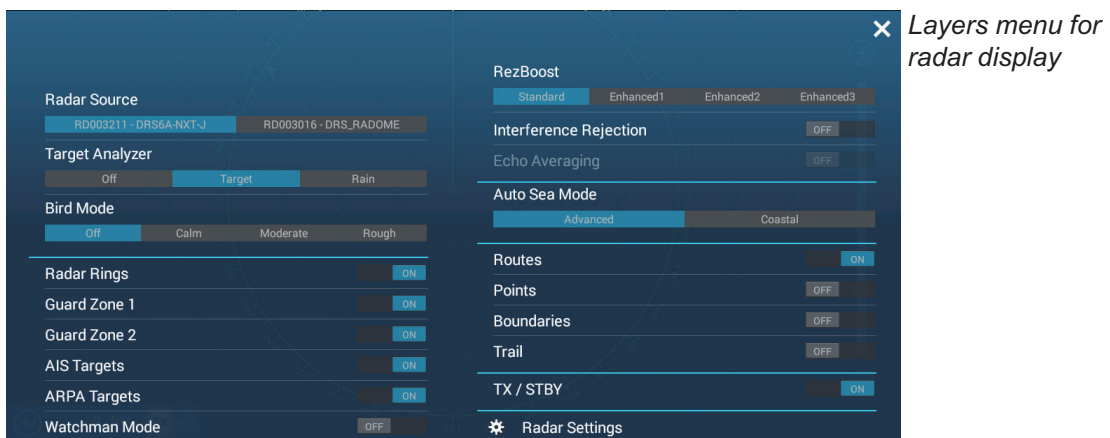 Radar Source
RD003211 - DRS6A-NXT-J RD003016 - DRS_RADOME
Target Analyzer
Off Target Rain
Bird Mode
Off Calm Moderate Rough
Radar Rings ON
Guard Zone 1 ON
Guard Zone 2 ON
AIS Targets ON
ARPA Targets ON
Watchman Mode OFF
RezBoost
Standard Enhanced1 Enhanced2 Enhanced3
Interference Rejection OFF
Echo Averaging OFF
Auto Sea Mode
Advanced Coastal
Routes ON
Points OFF
Boundaries OFF
Trail OFF
TX / STBY ON
Radar Settings
Layers menu for
radar display